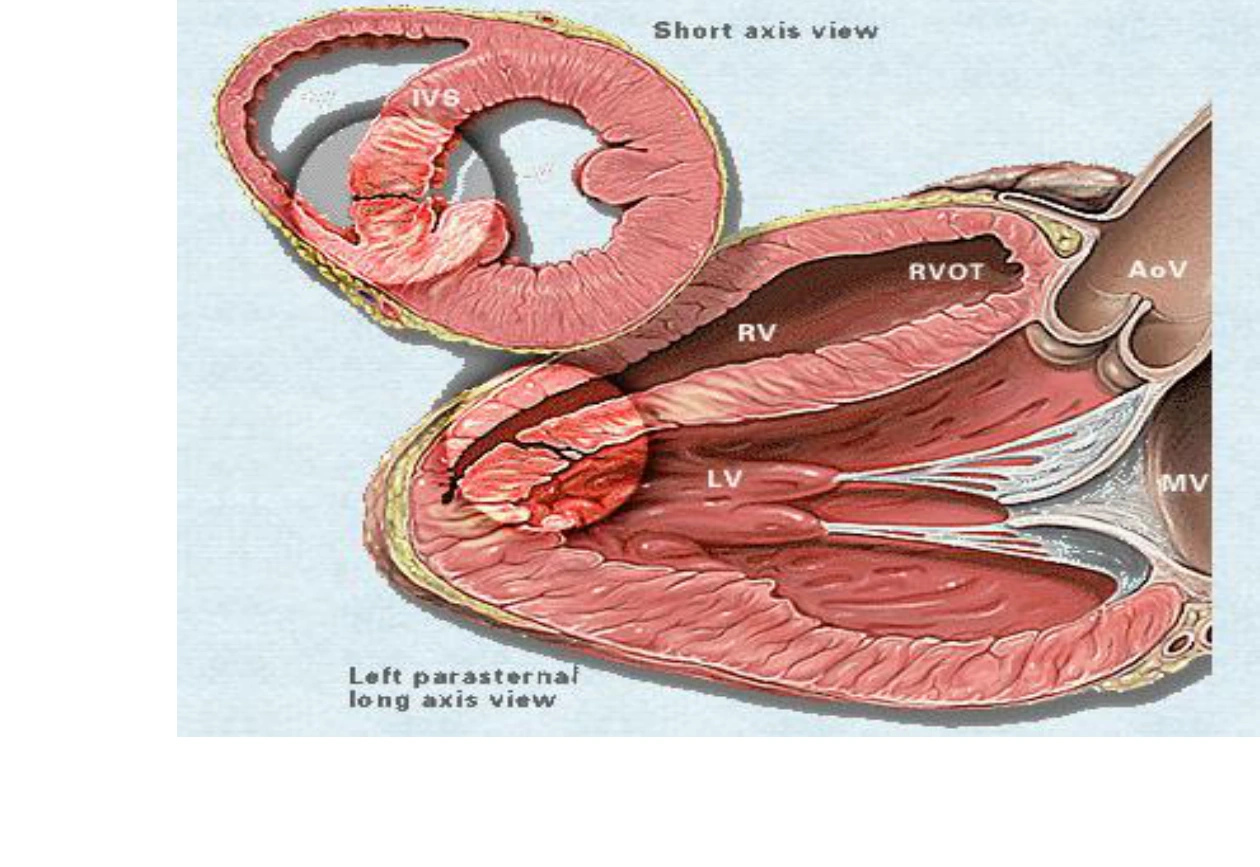 Short axis view
IVS
RVOT
AoV
RV
LV
MV
Left parasternal
long axis view